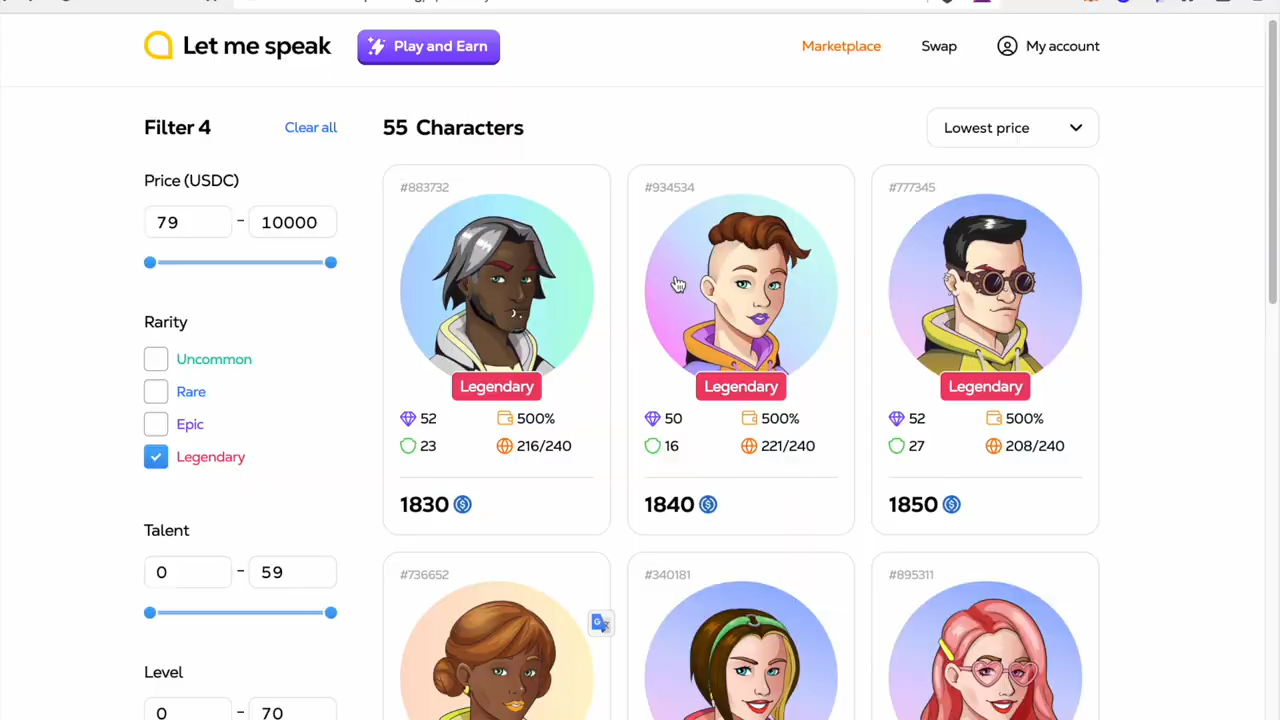 Let me speak
Play and Earn
Marketplace
Swap
My account
Filter 4
Clear all
55 Characters
Lowest price
Price (USDC)
79 - 10000
Rarity
Uncommon
Rare
Epic
Legendary
Talent
0 - 59
Level
0 - 70
#883732
Legendary
52 500%
23 216/240
1830
#934534
Legendary
50 500%
16 221/240
1840
#777345
Legendary
52 500%
27 208/240
1850
#736652
#340181
#895311